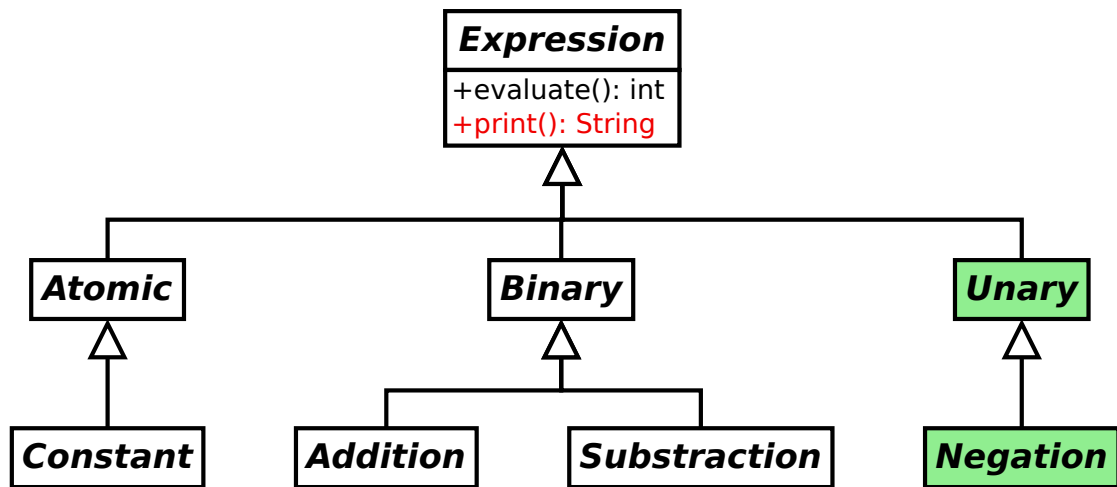 Expression
+evaluate(): int
+print(): String
Atomic
Binary
Unary
Constant
Addition
Substraction
Negation